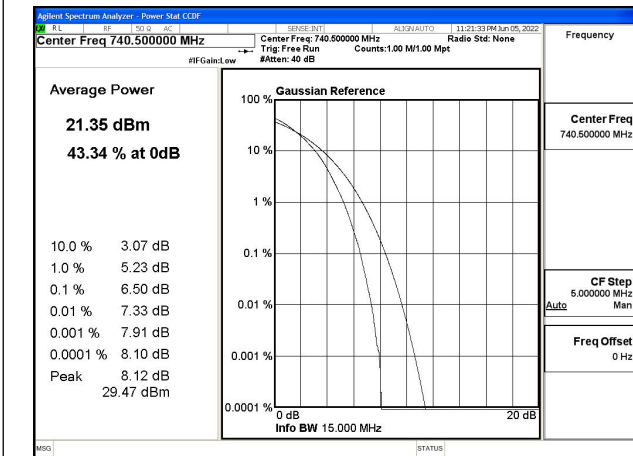 Agilent Spectrum Analyzer - Power Stat CCDF
LXI RL RF 50 Ω AC SENSE:INT ALIGN AUTO 11:21:33 PM Jun 05, 2022
Center Freq 740.500000 MHz
Center Freq: 740.500000 MHz Radio Std: None
Trig: Free Run Counts:1.00 M/1.00 Mpt
#IFGain:Low #Atten: 40 dB
Frequency
Average Power
21.35 dBm
43.34 % at 0dB
10.0 % 3.07 dB
1.0 % 5.23 dB
0.1 % 6.50 dB
0.01 % 7.33 dB
0.001 % 7.91 dB
0.0001 % 8.10 dB
Peak 8.12 dB
29.47 dBm
Gaussian Reference
100 %
10 %
1 %
0.1 %
0.01 %
0.001 %
0.0001 %
0 dB 20 dB
Info BW 15.000 MHz
Center Freq
740.500000 MHz
CF Step
5.000000 MHz
Auto Man
Freq Offset
0 Hz
MSG STATUS